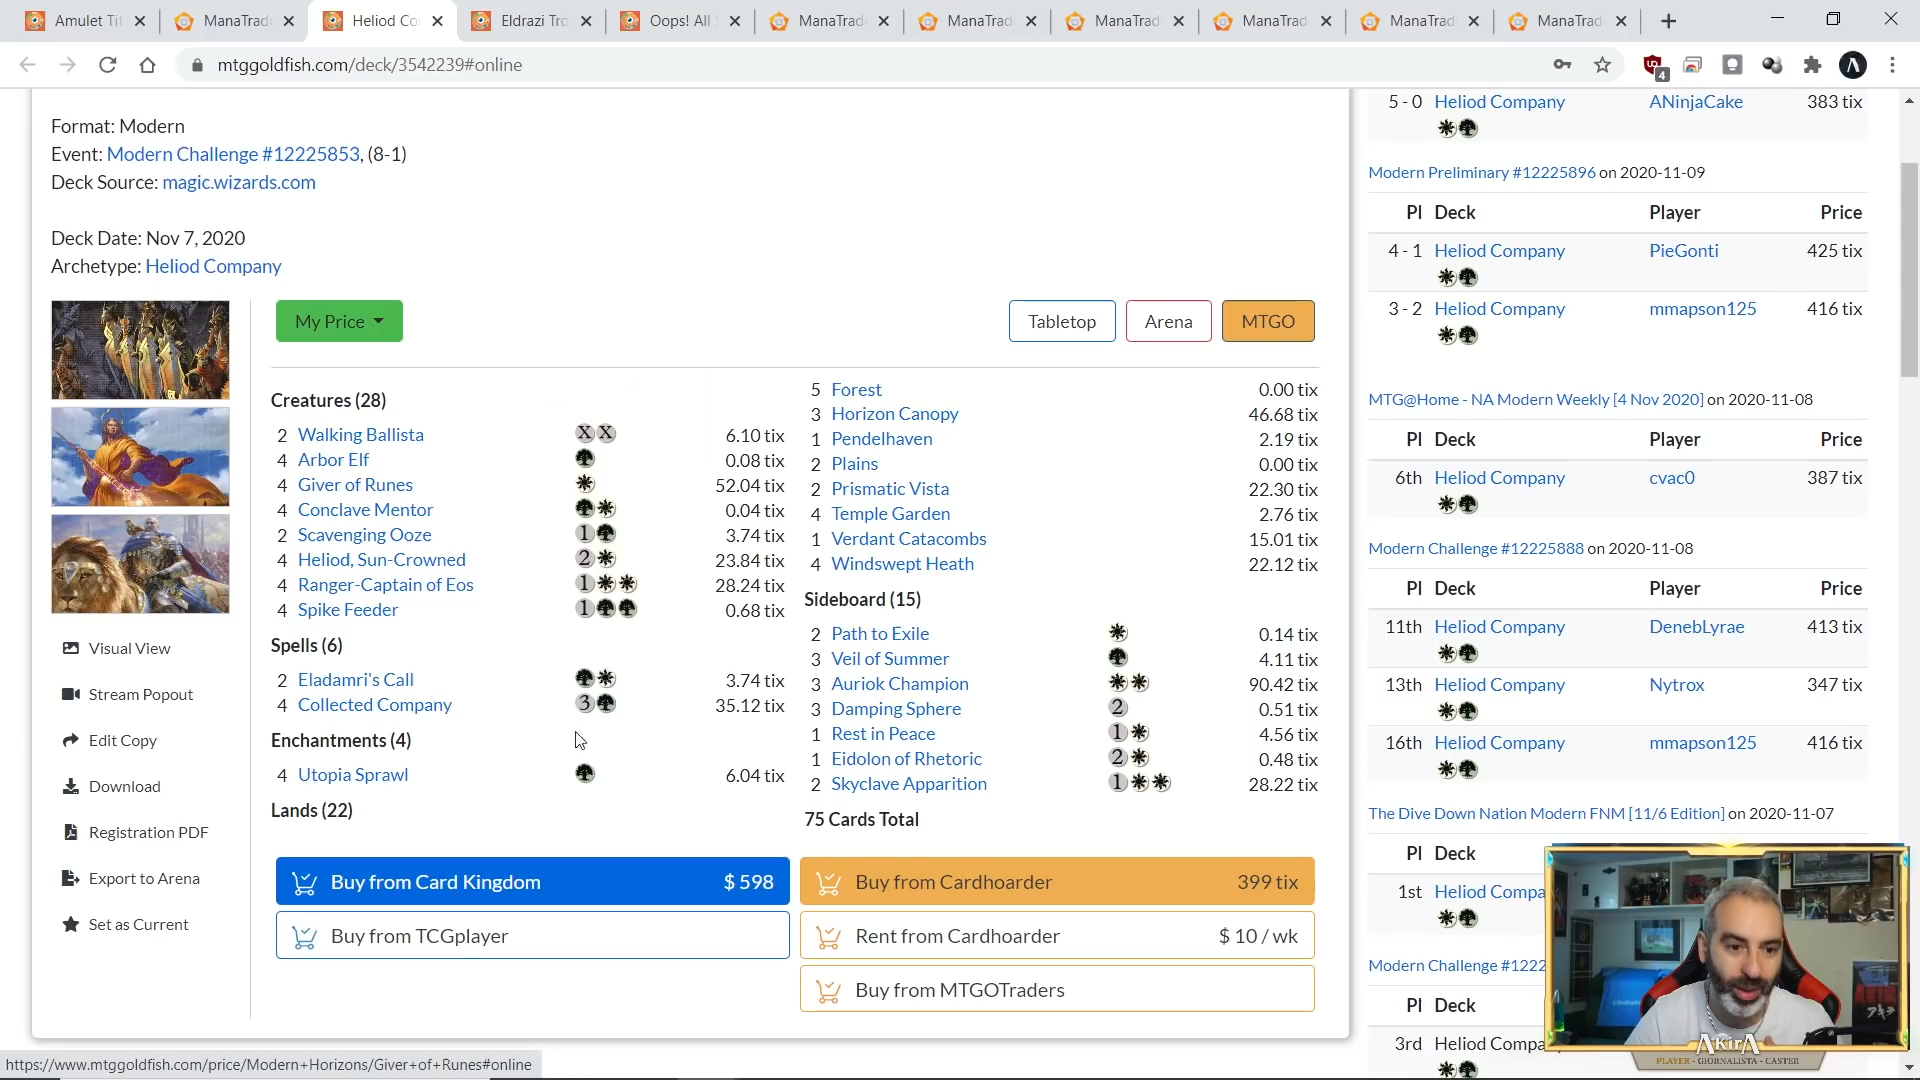 Amulet Tit
ManaTrad
Heliod Co
Eldrazi Tro
Oops! All
ManaTrad
ManaTrad
ManaTrad
ManaTrad
ManaTrad
ManaTrad
mtggoldfish.com/deck/3542239#online
4
Format: Modern
Event: Modern Challenge #12225853, (8-1)
Deck Source: magic.wizards.com
Deck Date: Nov 7, 2020
Archetype: Heliod Company
Visual View
Stream Popout
Edit Copy
Download
Registration PDF
Export to Arena
Set as Current
My Price
Tabletop
Arena
MTGO
Creatures (28)
2 Walking Ballista X X 6.10 tix
4 Arbor Elf 0.08 tix
4 Giver of Runes 52.04 tix
4 Conclave Mentor 0.04 tix
2 Scavenging Ooze 1 3.74 tix
4 Heliod, Sun-Crowned 2 23.84 tix
4 Ranger-Captain of Eos 1 28.24 tix
4 Spike Feeder 1 0.68 tix
Spells (6)
2 Eladamri's Call 3.74 tix
4 Collected Company 3 35.12 tix
Enchantments (4)
4 Utopia Sprawl 6.04 tix
Lands (22)
5 Forest 0.00 tix
3 Horizon Canopy 46.68 tix
1 Pendelhaven 2.19 tix
2 Plains 0.00 tix
2 Prismatic Vista 22.30 tix
4 Temple Garden 2.76 tix
1 Verdant Catacombs 15.01 tix
4 Windswept Heath 22.12 tix
Sideboard (15)
2 Path to Exile 0.14 tix
3 Veil of Summer 4.11 tix
3 Auriok Champion 90.42 tix
3 Damping Sphere 2 0.51 tix
1 Rest in Peace 1 4.56 tix
1 Eidolon of Rhetoric 2 0.48 tix
2 Skyclave Apparition 1 28.22 tix
75 Cards Total
Buy from Card Kingdom $ 598
Buy from TCGplayer
Buy from Cardhoarder 399 tix
Rent from Cardhoarder $ 10 / wk
Buy from MTGOTraders
5 - 0 Heliod Company ANinjaCake 383 tix
Modern Preliminary #12225896 on 2020-11-09
Pl Deck Player Price
4 - 1 Heliod Company PieGonti 425 tix
3 - 2 Heliod Company mmapson125 416 tix
MTG@Home - NA Modern Weekly [4 Nov 2020] on 2020-11-08
Pl Deck Player Price
6th Heliod Company cvac0 387 tix
Modern Challenge #12225888 on 2020-11-08
Pl Deck Player Price
11th Heliod Company DenebLyrae 413 tix
13th Heliod Company Nytrox 347 tix
16th Heliod Company mmapson125 416 tix
The Dive Down Nation Modern FNM [11/6 Edition] on 2020-11-07
Pl Deck
1st Heliod Compa
Modern Challenge #1222
Pl Deck
3rd Heliod Compa
AKirA
PLAYER - GIORNALISTA - CASTER
https://www.mtggoldfish.com/price/Modern+Horizons/Giver+of+Runes#online